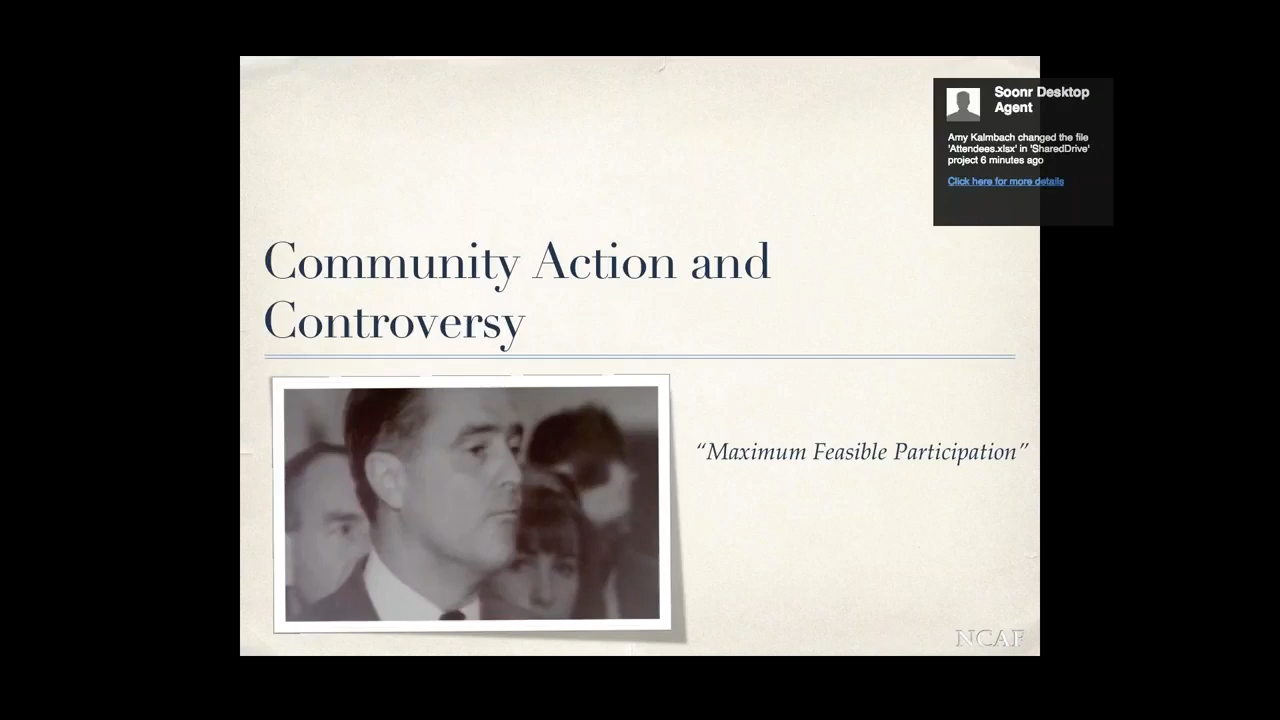 Soonr Desktop
Agent
Amy Kalmbach changed the file
'Attendees.xlsx' in 'SharedDrive'
project 6 minutes ago
Click here for more details
Community Action and
Controversy
“Maximum Feasible Participation”
NCAF